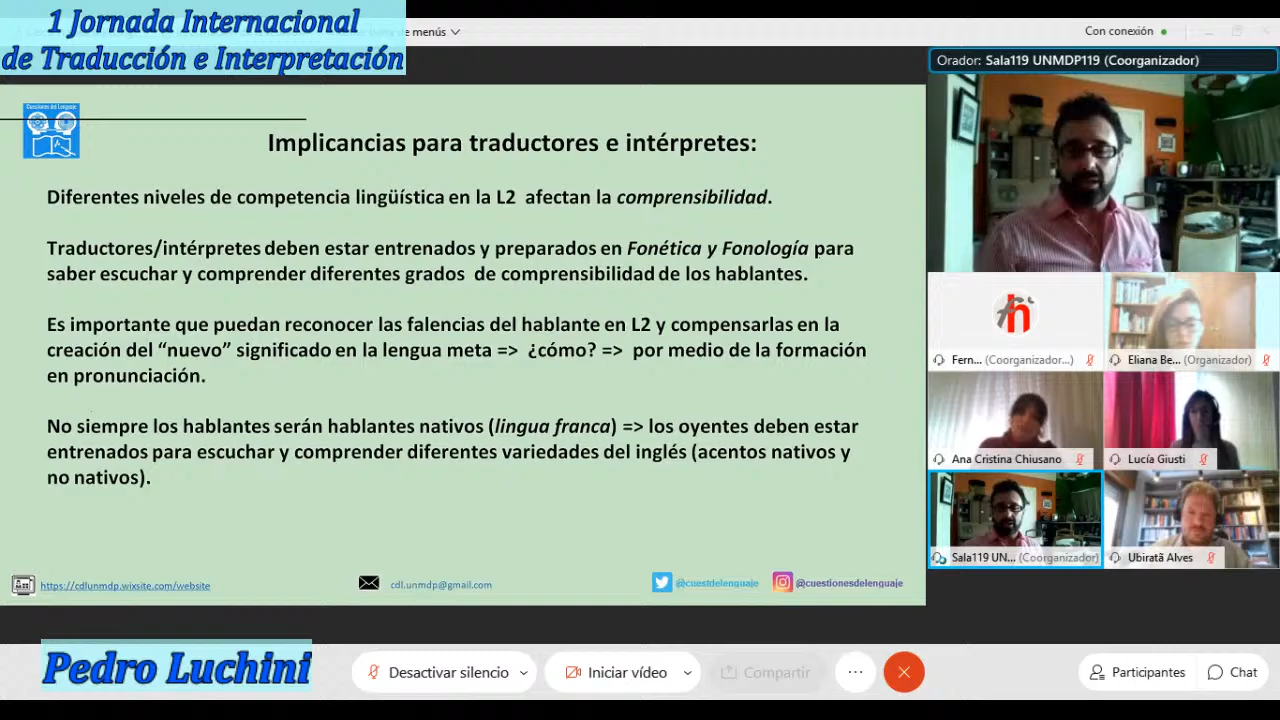 1 Jornada Internacional
de Traducción e Interpretación
de menús
Con conexión
Orador: Sala119 UNMDP119 (Coorganizador)
Cuestiones del Lenguaje
Implicancias para traductores e intérpretes:
Diferentes niveles de competencia lingüística en la L2 afectan la comprensibilidad.
Traductores/intérpretes deben estar entrenados y preparados en Fonética y Fonología para
saber escuchar y comprender diferentes grados de comprensibilidad de los hablantes.
Es importante que puedan reconocer las falencias del hablante en L2 y compensarlas en la
creación del “nuevo” significado en la lengua meta => ¿cómo? => por medio de la formación
en pronunciación.
No siempre los hablantes serán hablantes nativos (lingua franca) => los oyentes deben estar
entrenados para escuchar y comprender diferentes variedades del inglés (acentos nativos y
no nativos).
https://cdlunmdp.wixsite.com/website
cdl.unmdp@gmail.com
@cuestdelenguaje
@cuestionesdelenguaje
Fern... (Coorganizador...)
Eliana Be... (Organizador)
Ana Cristina Chiusano
Lucía Giusti
Sala119 UN... (Coorganizador)
Ubiratã Alves
Pedro Luchini
Desactivar silencio
Iniciar vídeo
Compartir
Participantes
Chat